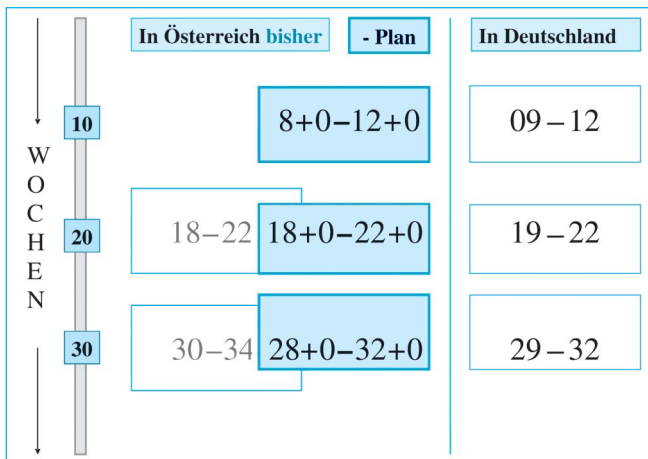 In Österreich bisher - Plan In Deutschland
10 8+0–12+0 09–12
WOCHEN
20 18–22 18+0–22+0 19–22
30 30–34 28+0–32+0 29–32